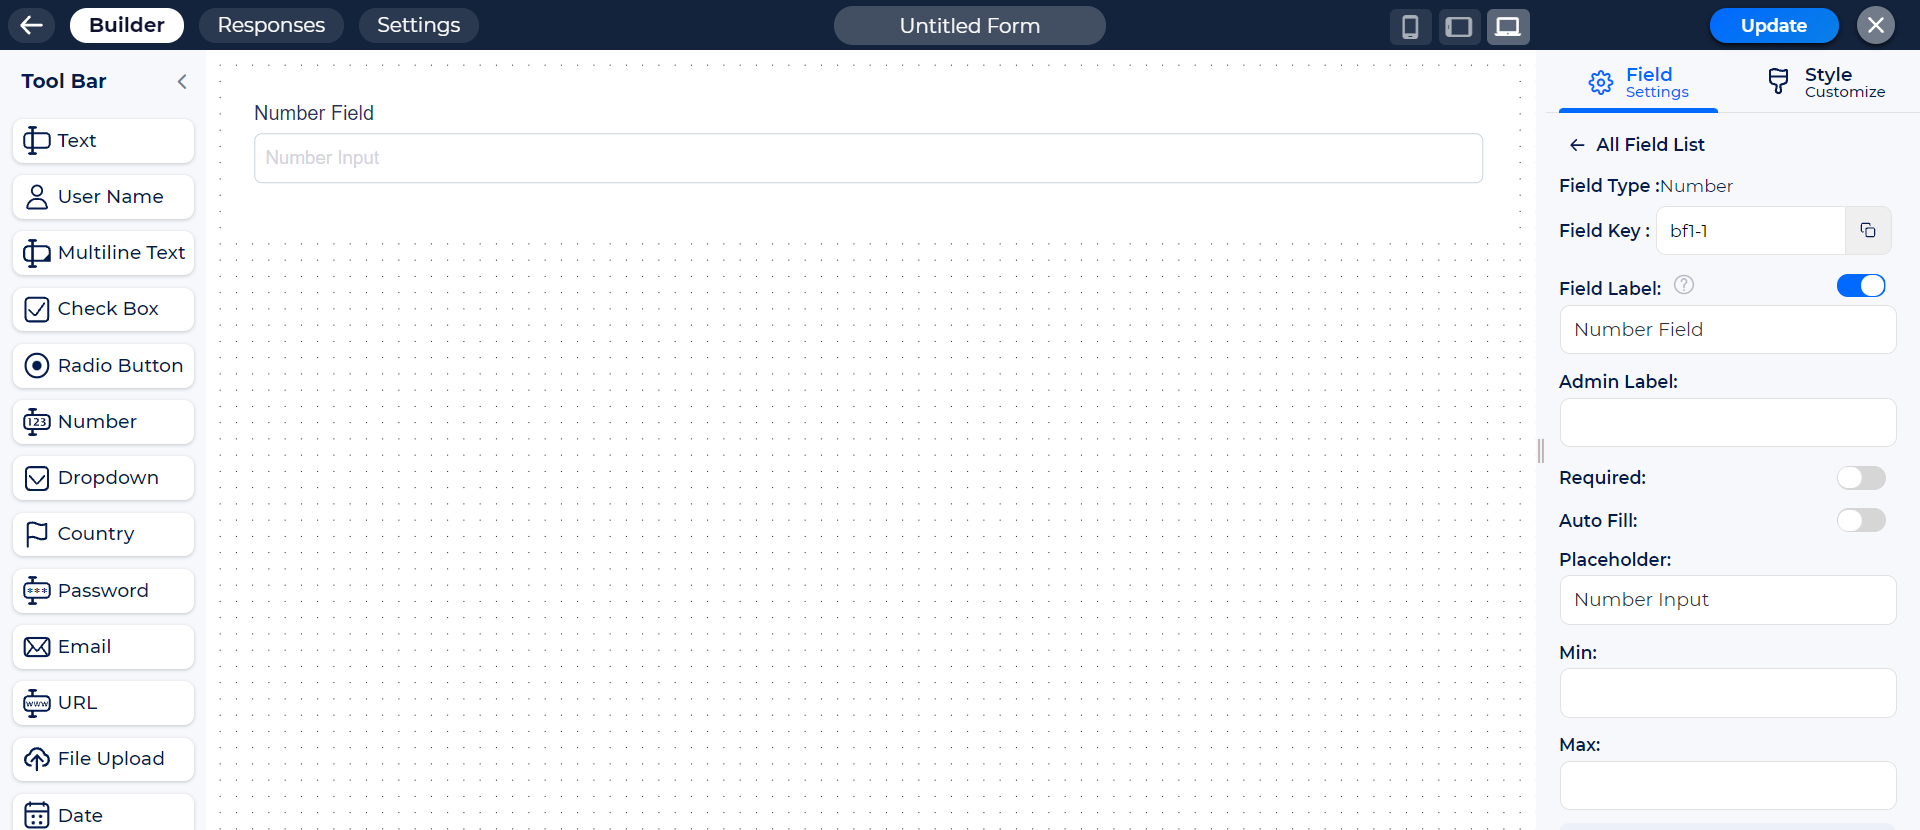 Builder
Responses
Settings
Untitled Form
Update
Tool Bar
Text
User Name
Multiline Text
Check Box
Radio Button
123
Number
Dropdown
Country
***
Password
Email
www
URL
File Upload
Date
Number Field
Number Input
Field
Settings
Style
Customize
All Field List
Field Type :Number
Field Key : bf1-1
Field Label: ?
Number Field
Admin Label:
Required:
Auto Fill:
Placeholder:
Number Input
Min:
Max: